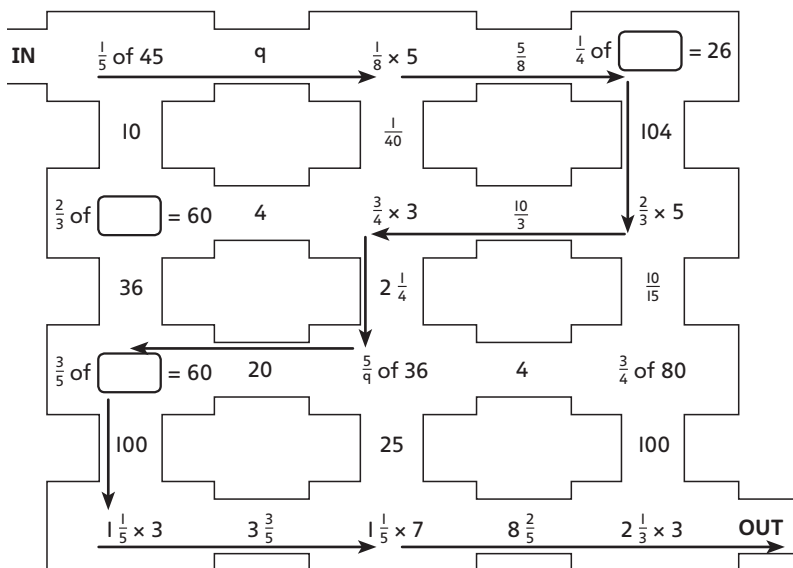 IN 1/5 of 45 9 1/8 × 5 5/8 1/4 of = 26
10 1/40 104
2/3 of = 60 4 3/4 × 3 10/3 2/3 × 5
36 2 1/4 10/15
3/5 of = 60 20 5/9 of 36 4 3/4 of 80
100 25 100
1 1/5 × 3 3 3/5 1 1/5 × 7 8 2/5 2 1/3 × 3 OUT